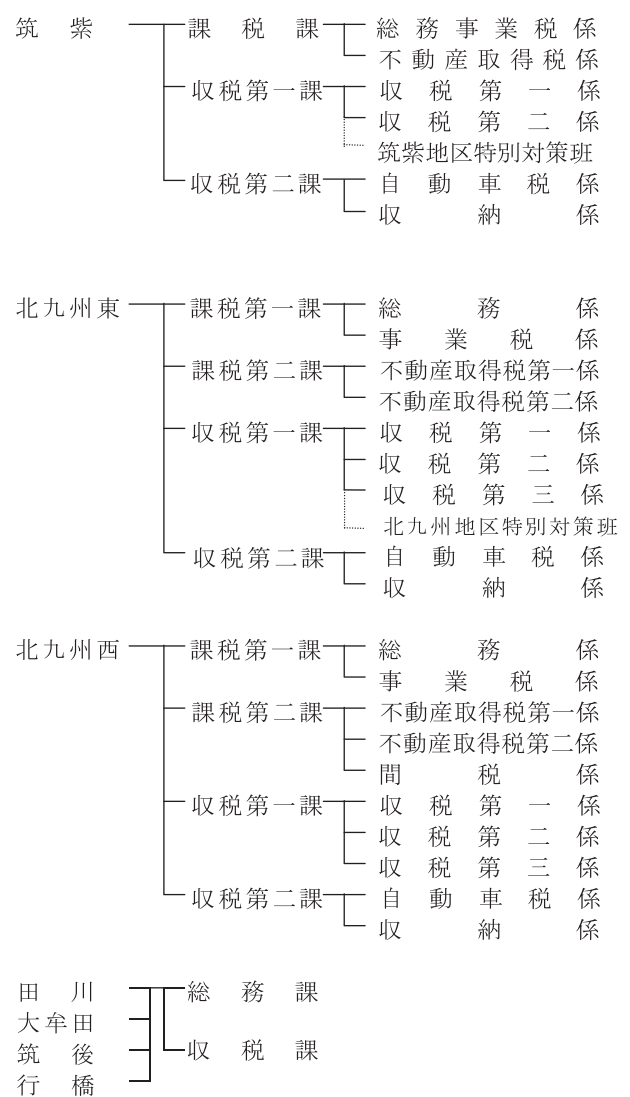 筑紫 課税課 総務事業税係
不動産取得税係
収税第一課 収税第一係
収税第二係
筑紫地区特別対策班
収税第二課 自動車税係
収納係
北九州東 課税第一課 総務係
事業税係
課税第二課 不動産取得税第一係
不動産取得税第二係
収税第一課 収税第一係
収税第二係
収税第三係
北九州地区特別対策班
収税第二課 自動車税係
収納係
北九州西 課税第一課 総務係
事業税係
課税第二課 不動産取得税第一係
不動産取得税第二係
間税係
収税第一課 収税第一係
収税第二係
収税第三係
収税第二課 自動車税係
収納係
田川 総務課
大牟田
筑後 収税課
行橋